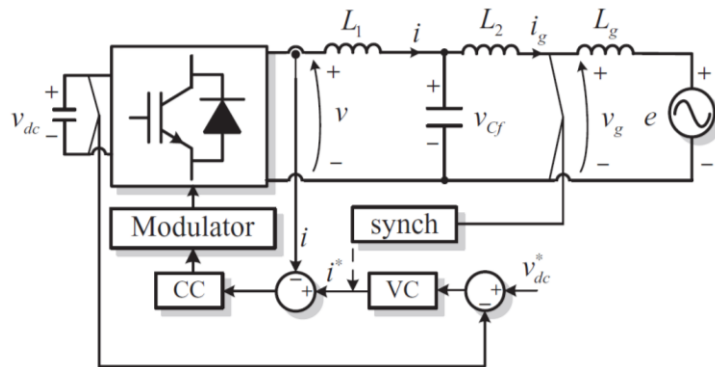 L1 i L2 ig Lg
+ + + + +
vdc v vCf vg e
- - - - -
Modulator synch
i i*
CC - + VC - + v*dc